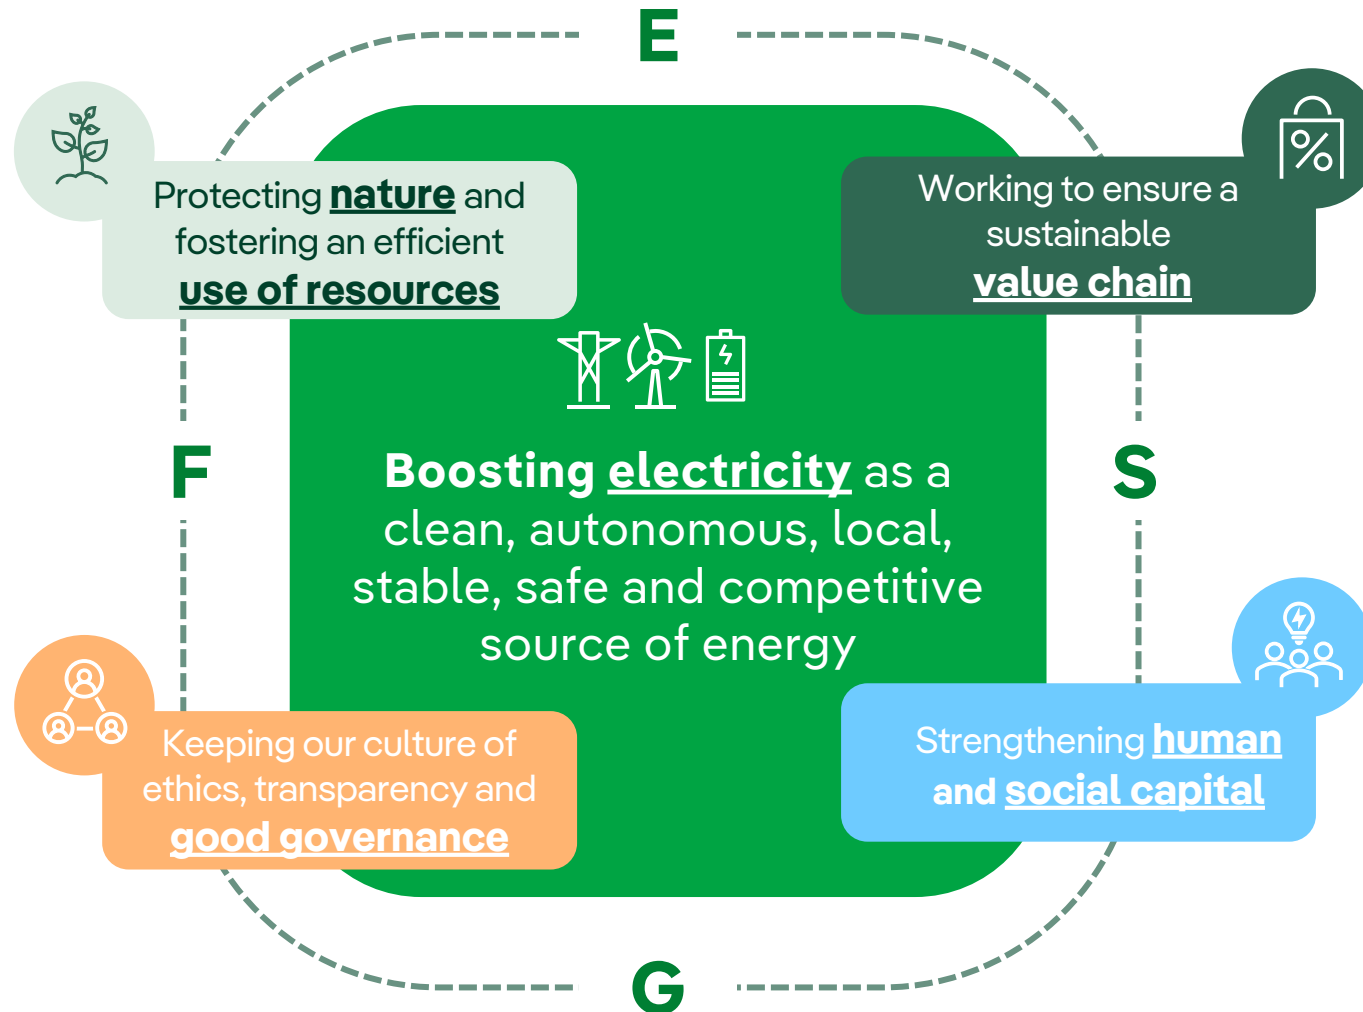 E
Protecting nature and
fostering an efficient
use of resources
Working to ensure a
sustainable
value chain
%
F
S
Boosting electricity as a
clean, autonomous, local,
stable, safe and competitive
source of energy
Keeping our culture of
ethics, transparency and
good governance
Strengthening human
and social capital
G